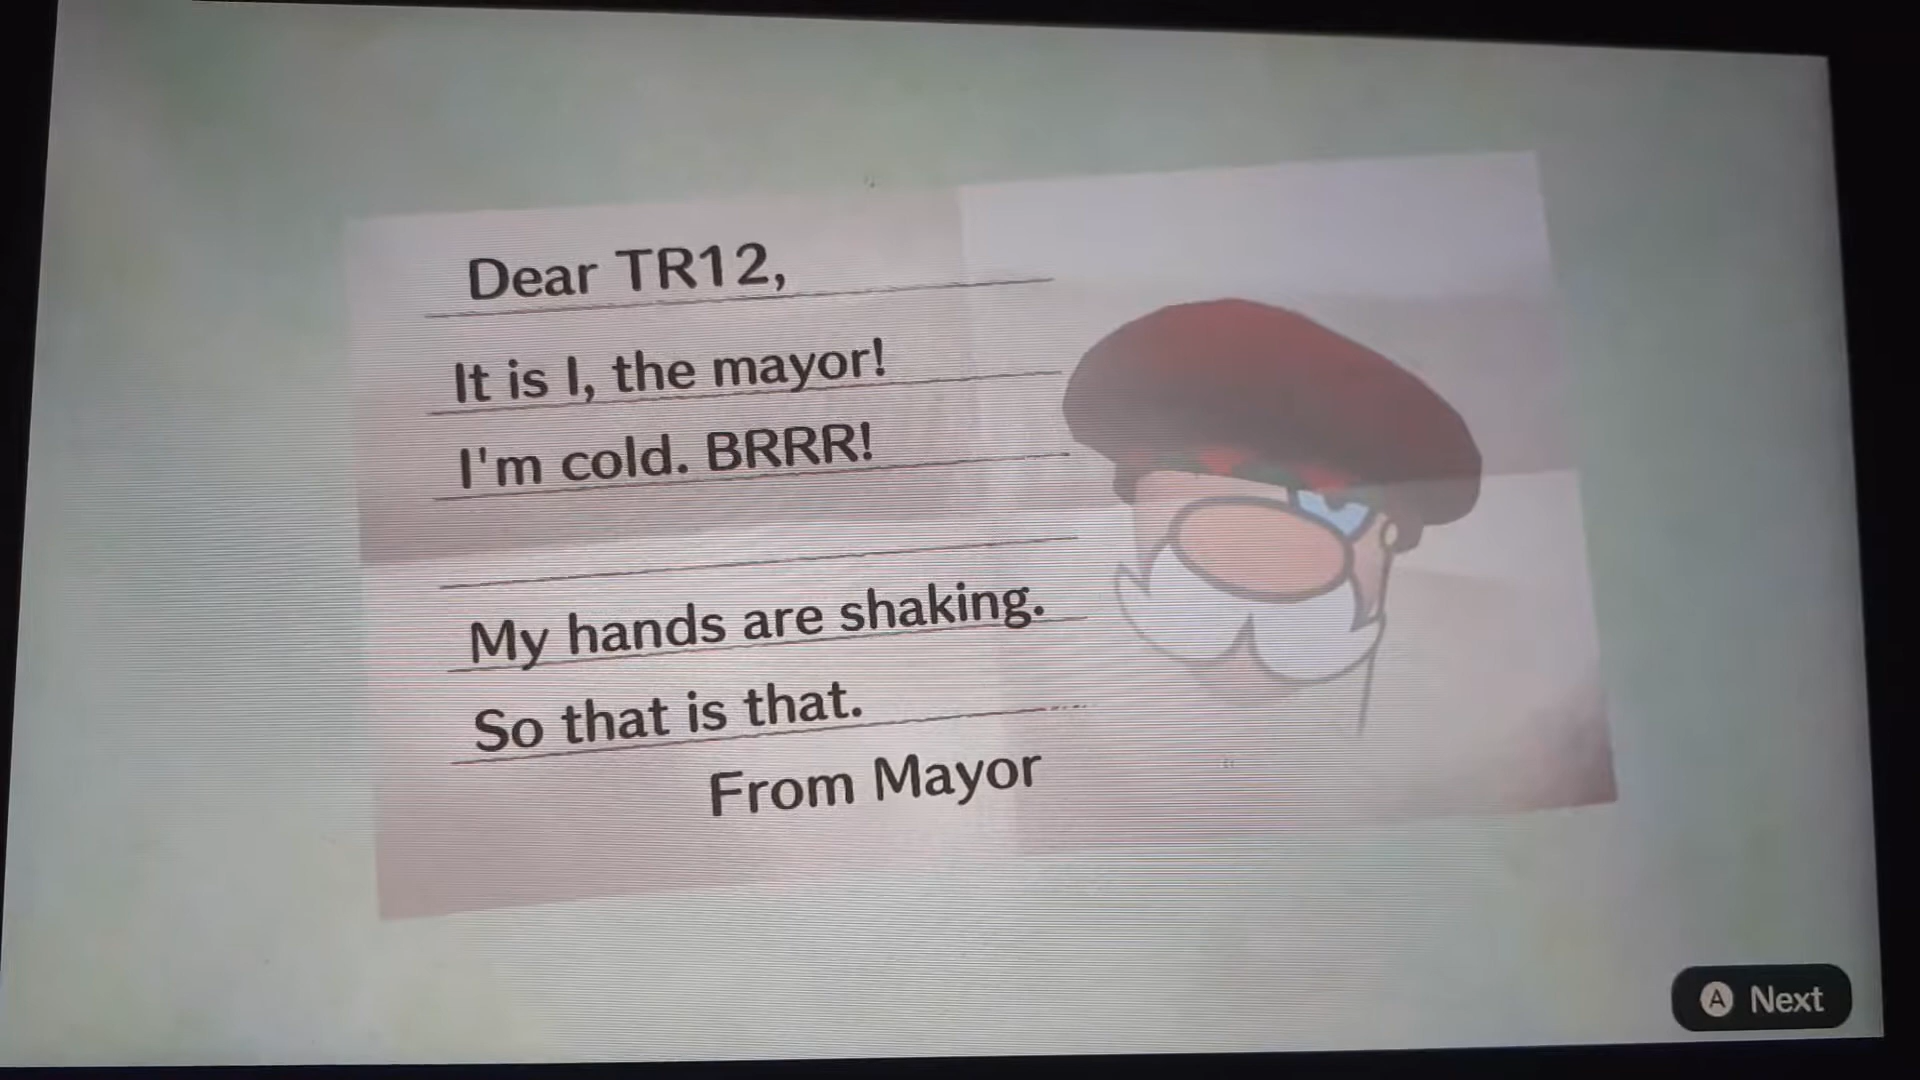 Dear TR12,
It is I, the mayor!
I'm cold. BRRR!
My hands are shaking.
So that is that.
From Mayor
A Next